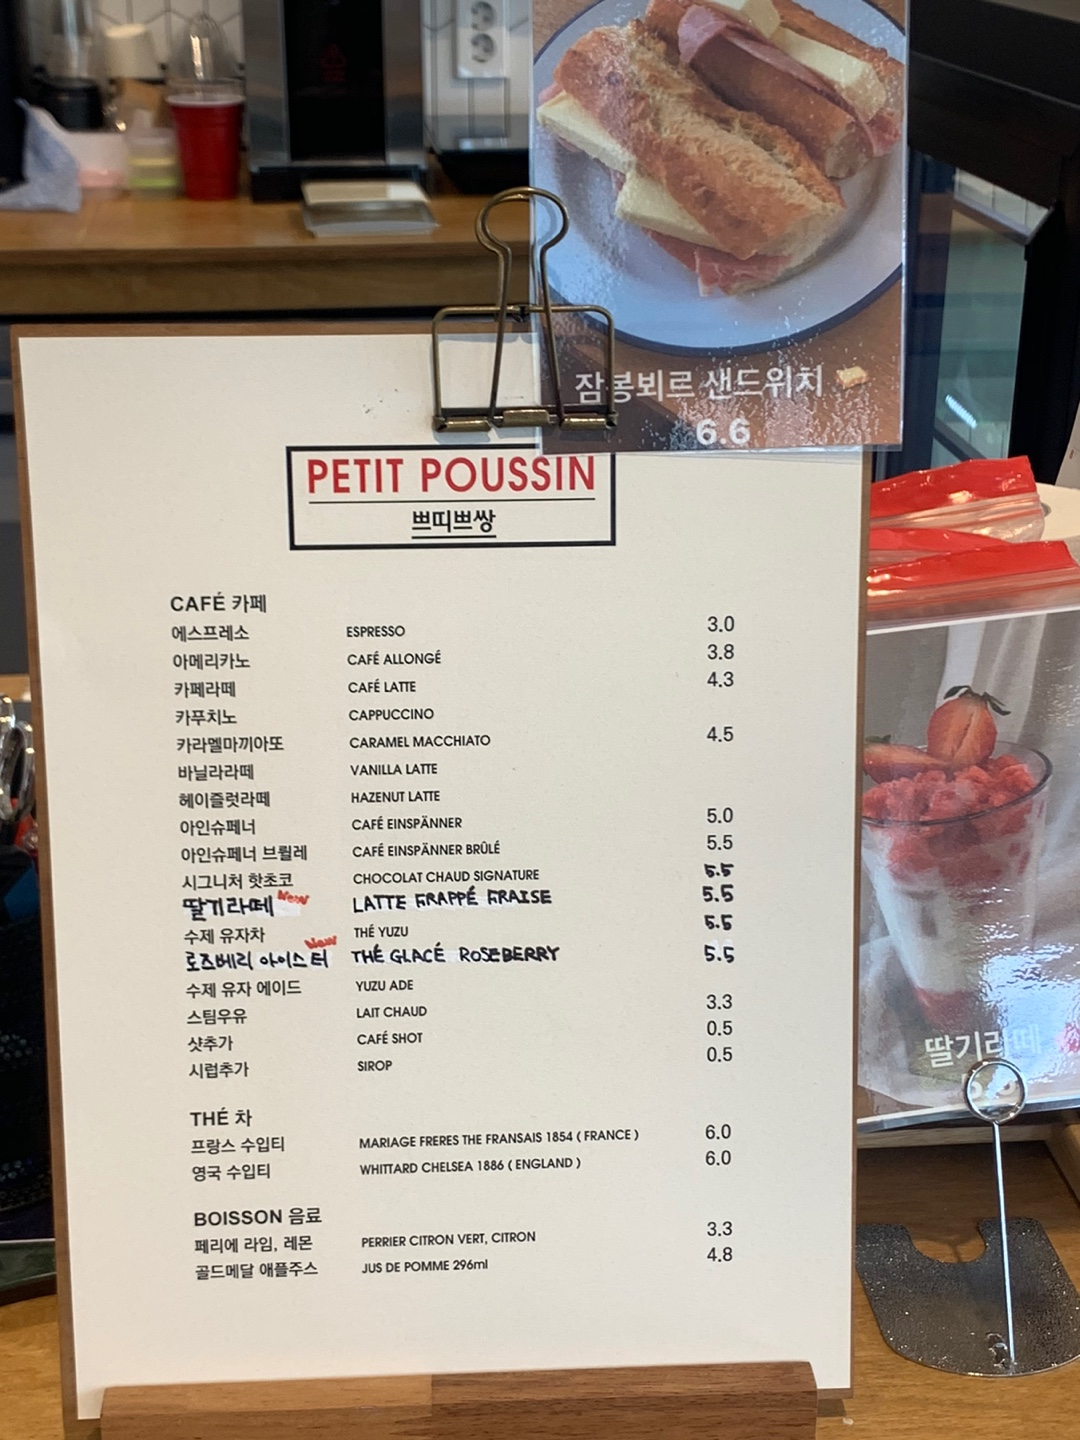 잠봉뵈르 샌드위치
6.6
PETIT POUSSIN
쁘띠쁘쌍
CAFÉ 카페
에스프레소 ESPRESSO 3.0
아메리카노 CAFÉ ALLONGÉ 3.8
카페라떼 CAFÉ LATTE 4.3
카푸치노 CAPPUCCINO
카라멜마끼아또 CARAMEL MACCHIATO 4.5
바닐라라떼 VANILLA LATTE
헤이즐럿라떼 HAZENUT LATTE
아인슈페너 CAFÉ EINSPÄNNER 5.0
아인슈페너 브륄레 CAFÉ EINSPÄNNER BRÛLÉ 5.5
시그니처 핫초코 CHOCOLAT CHAUD SIGNATURE 5.5
딸기라떼 New LATTE FRAPPÉ FRAISE 5.5
수제 유자차 THÉ YUZU 5.5
로즈베리 아이스티 New THÉ GLACÉ ROSEBERRY 5.5
수제 유자 에이드 YUZU ADE
스팀우유 LAIT CHAUD 3.3
샷추가 CAFÉ SHOT 0.5
시럽추가 SIROP 0.5
THÉ 차
프랑스 수입티 MARIAGE FRERES THE FRANSAIS 1854 ( FRANCE ) 6.0
영국 수입티 WHITTARD CHELSEA 1886 ( ENGLAND ) 6.0
BOISSON 음료
페리에 라임, 레몬 PERRIER CITRON VERT, CITRON 3.3
골드메달 애플주스 JUS DE POMME 296ml 4.8
딸기라떼